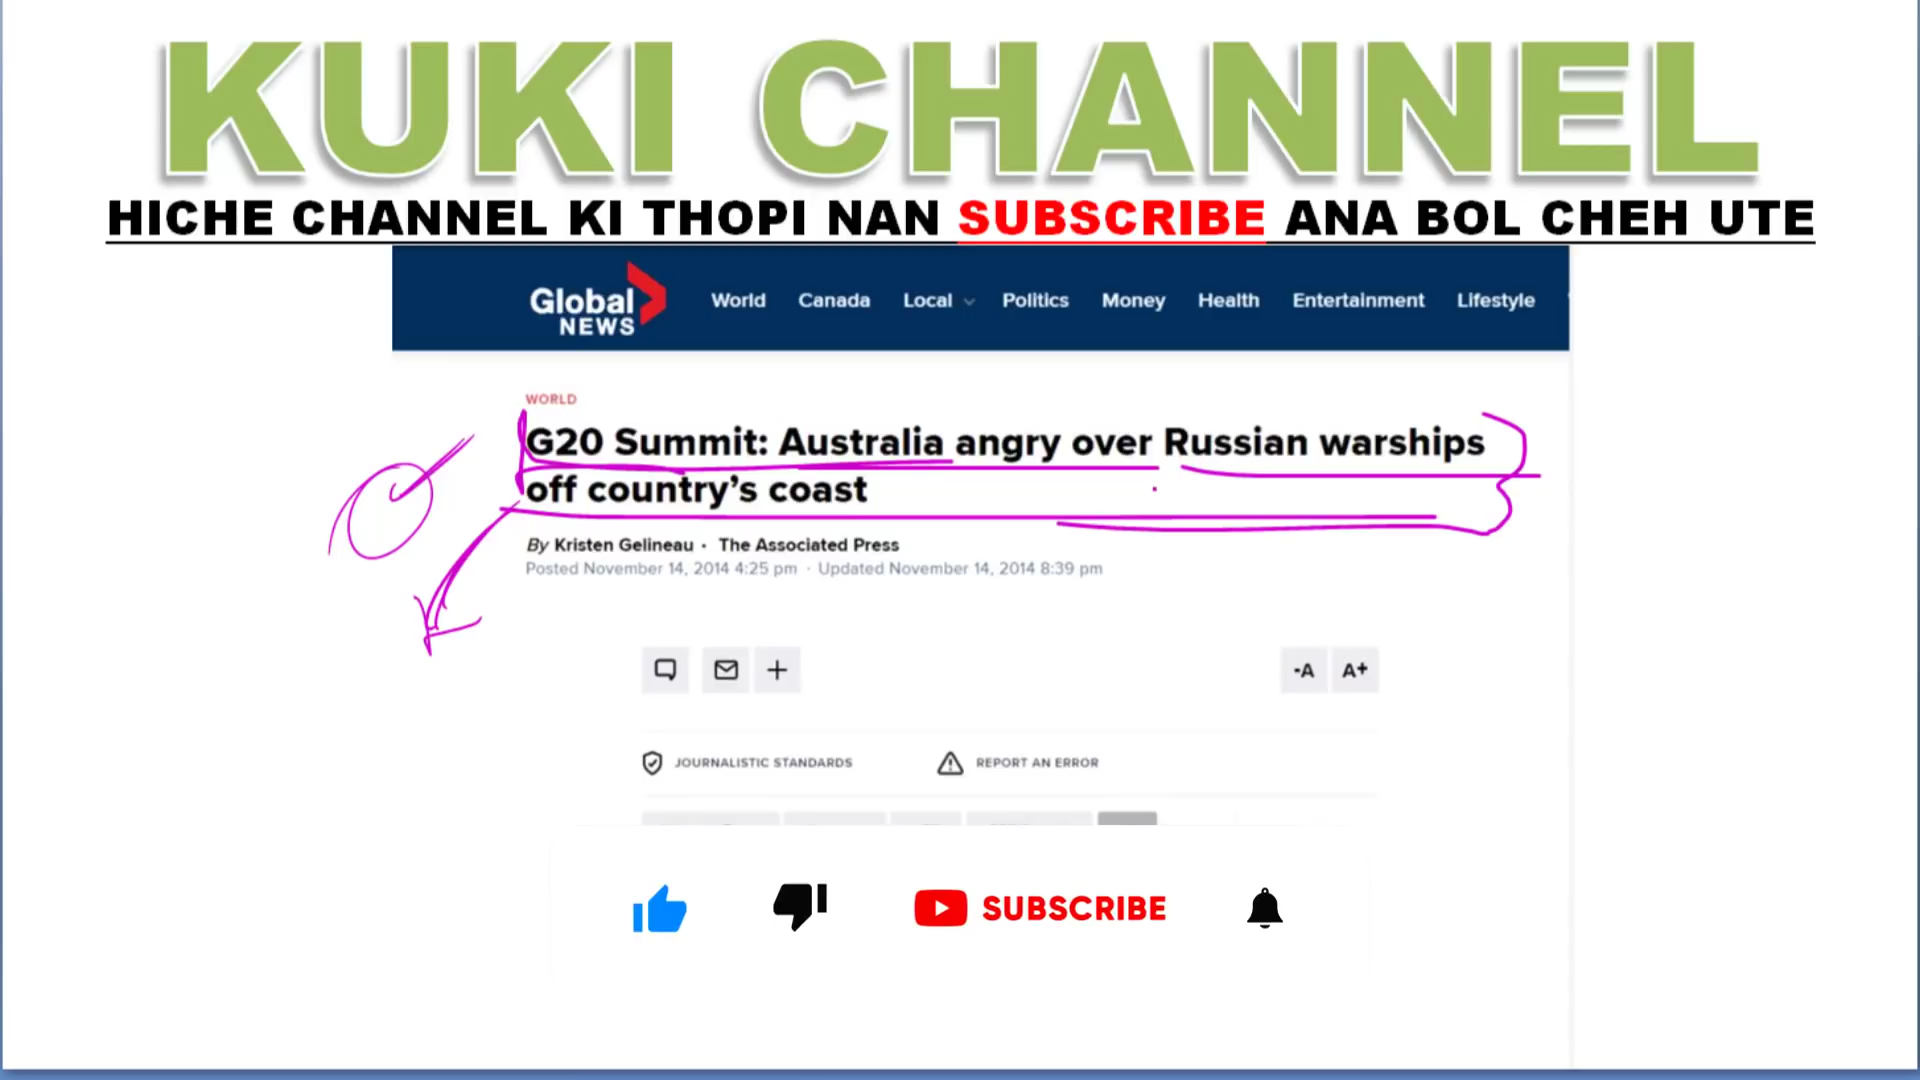 KUKI CHANNEL
HICHE CHANNEL KI THOPI NAN SUBSCRIBE ANA BOL CHEH UTE
Global NEWS World Canada Local Politics Money Health Entertainment Lifestyle
WORLD
G20 Summit: Australia angry over Russian warships
off country’s coast
By Kristen Gelineau · The Associated Press
Posted November 14, 2014 4:25 pm · Updated November 14, 2014 8:39 pm
-A A+
JOURNALISTIC STANDARDS REPORT AN ERROR
SUBSCRIBE